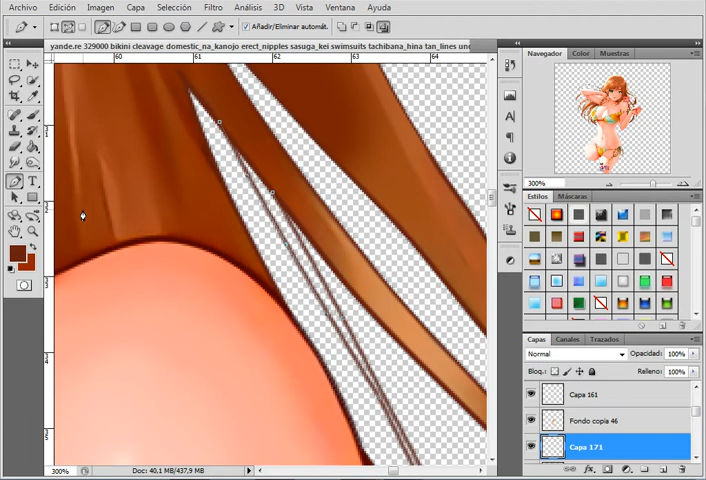 Archivo Edición Imagen Capa Selección Filtro Análisis 3D Vista Ventana Ayuda
Añadir/Eliminar automát.
yande.re 329000 bikini cleavage domestic_na_kanojo erect_nipples sasuga_kei swimsuits tachibana_hina tan_lines unc
60 61 62 63 64
Navegador Color Muestras
300%
Estilos Máscaras
Capas Canales Trazados
Normal Opacidad: 100%
Bloq.: Relleno: 100%
Capa 161
Fondo copia 46
Capa 171
300% Doc: 40,1 MB/437,9 MB